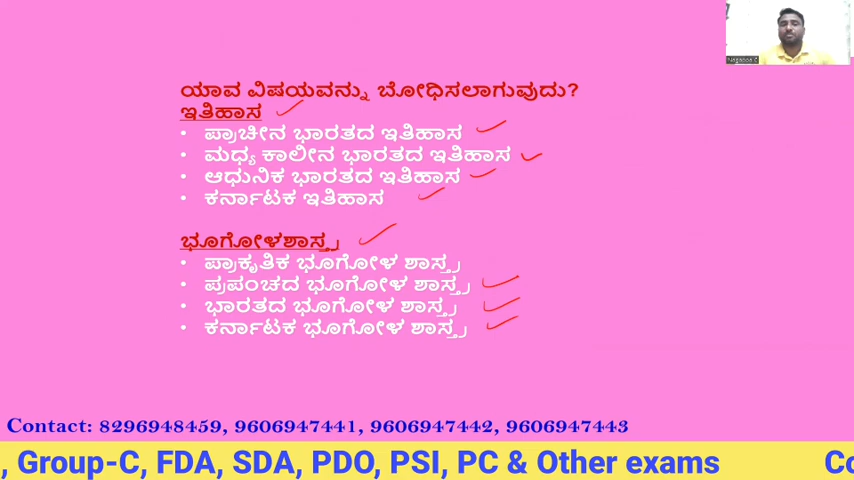 ಯಾವ ವಿಷಯವನ್ನು ಬೋಧಿಸಲಾಗುವುದು?
ಇತಿಹಾಸ
• ಪ್ರಾಚೀನ ಭಾರತದ ಇತಿಹಾಸ
• ಮಧ್ಯ ಕಾಲೀನ ಭಾರತದ ಇತಿಹಾಸ
• ಆಧುನಿಕ ಭಾರತದ ಇತಿಹಾಸ
• ಕರ್ನಾಟಕ ಇತಿಹಾಸ
ಭೂಗೋಳಶಾಸ್ತ್ರ
• ಪ್ರಾಕೃತಿಕ ಭೂಗೋಳ ಶಾಸ್ತ್ರ
• ಪ್ರಪಂಚದ ಭೂಗೋಳ ಶಾಸ್ತ್ರ
• ಭಾರತದ ಭೂಗೋಳ ಶಾಸ್ತ್ರ
• ಕರ್ನಾಟಕ ಭೂಗೋಳ ಶಾಸ್ತ್ರ
Contact: 8296948459, 9606947441, 9606947442, 9606947443
, Group-C, FDA, SDA, PDO, PSI, PC & Other exams Co